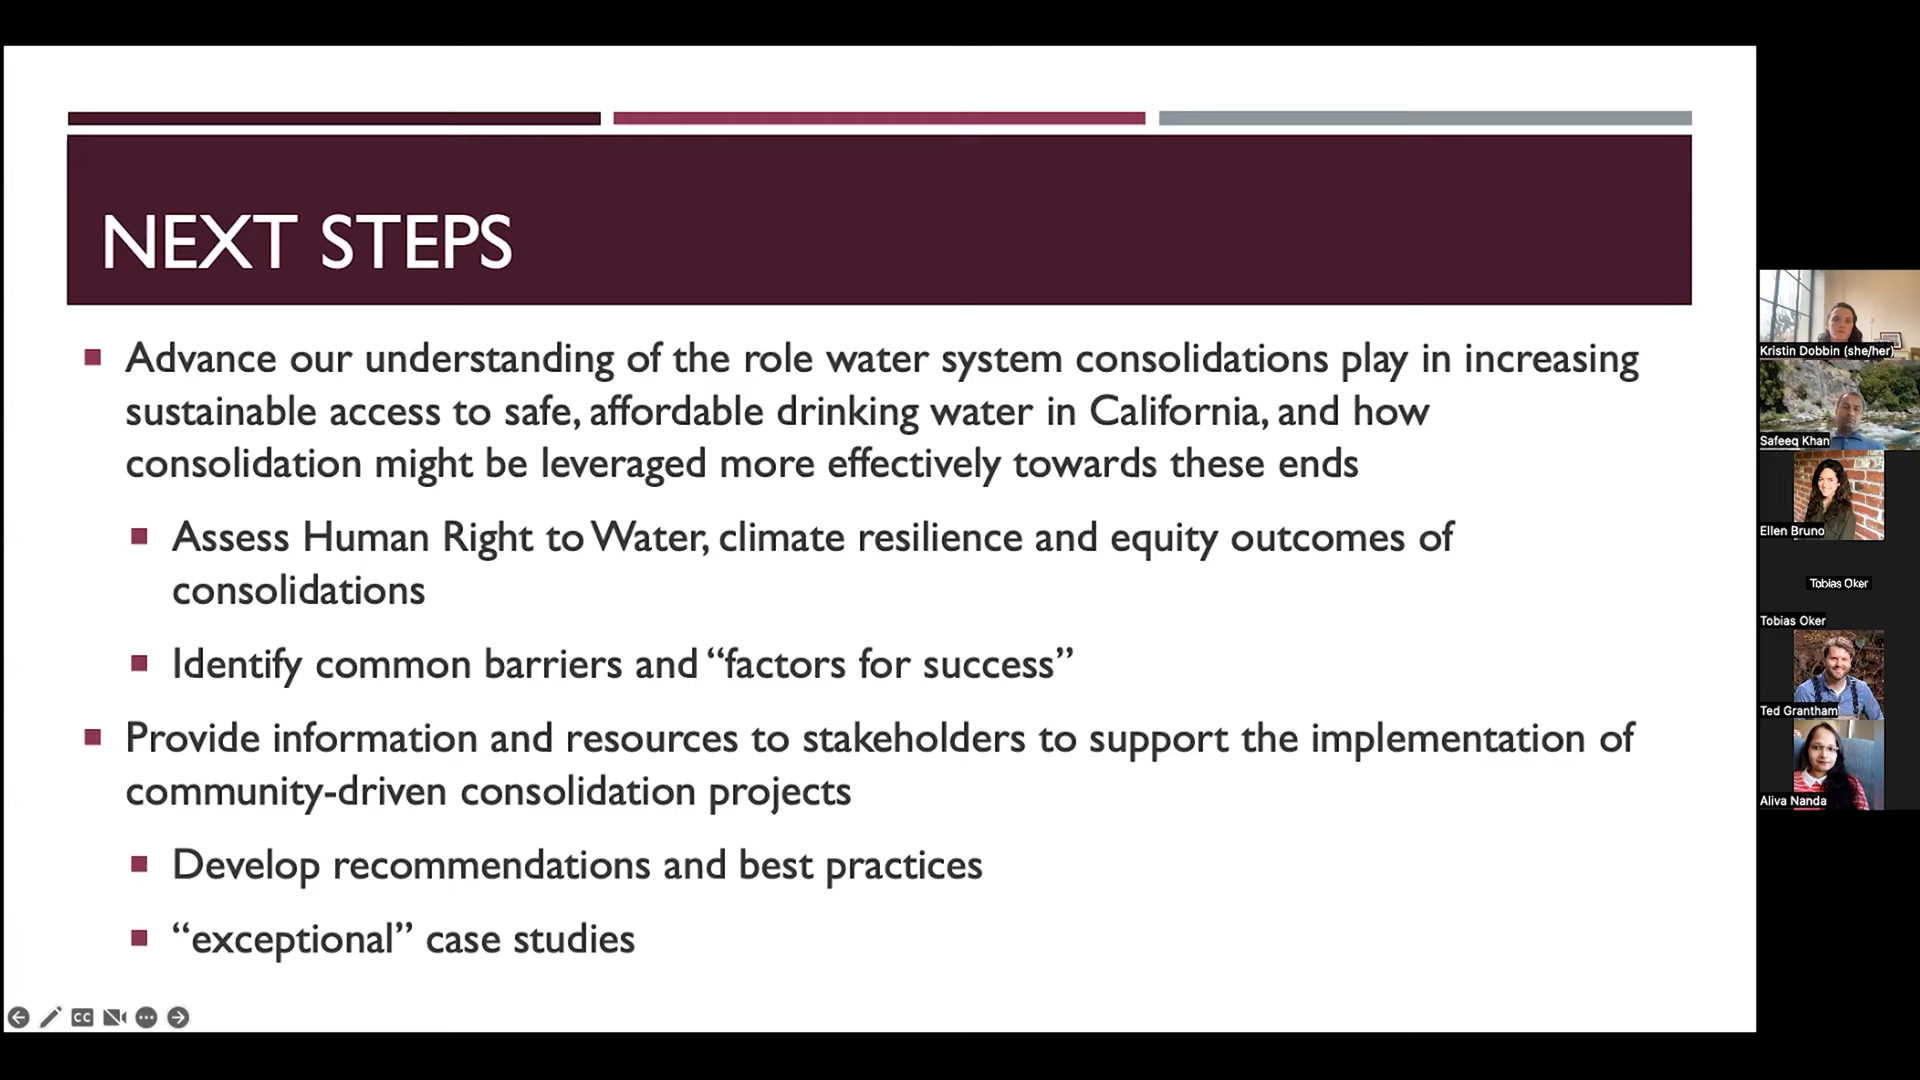 NEXT STEPS
Advance our understanding of the role water system consolidations play in increasing
sustainable access to safe, affordable drinking water in California, and how
consolidation might be leveraged more effectively towards these ends
Assess Human Right to Water, climate resilience and equity outcomes of
consolidations
Identify common barriers and “factors for success”
Provide information and resources to stakeholders to support the implementation of
community-driven consolidation projects
Develop recommendations and best practices
“exceptional” case studies
CC
Kristin Dobbin (she/her)
Safeeq Khan
Ellen Bruno
Tobias Oker
Tobias Oker
Ted Grantham
Aliva Nanda